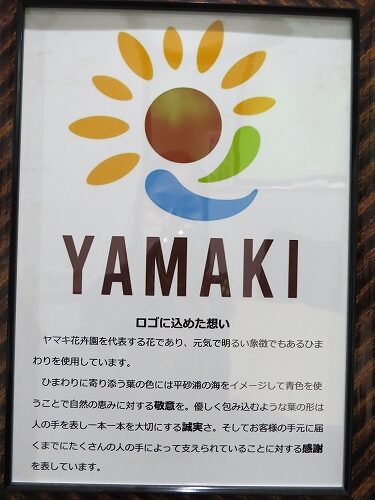 YAMAKI
ロゴに込めた想い
ヤマキ花卉園を代表する花であり、元気で明るい象徴でもあるひま
わりを使用しています。
ひまわりに寄り添う葉の色には平砂浦の海をイメージして青色を使
うことで自然の恵みに対する敬意を。優しく包み込むような葉の形は
人の手を表し一本一本を大切にする誠実さ。そしてお客様の手元に届
くまでにたくさんの人の手によって支えられていることに対する感謝
を表しています。